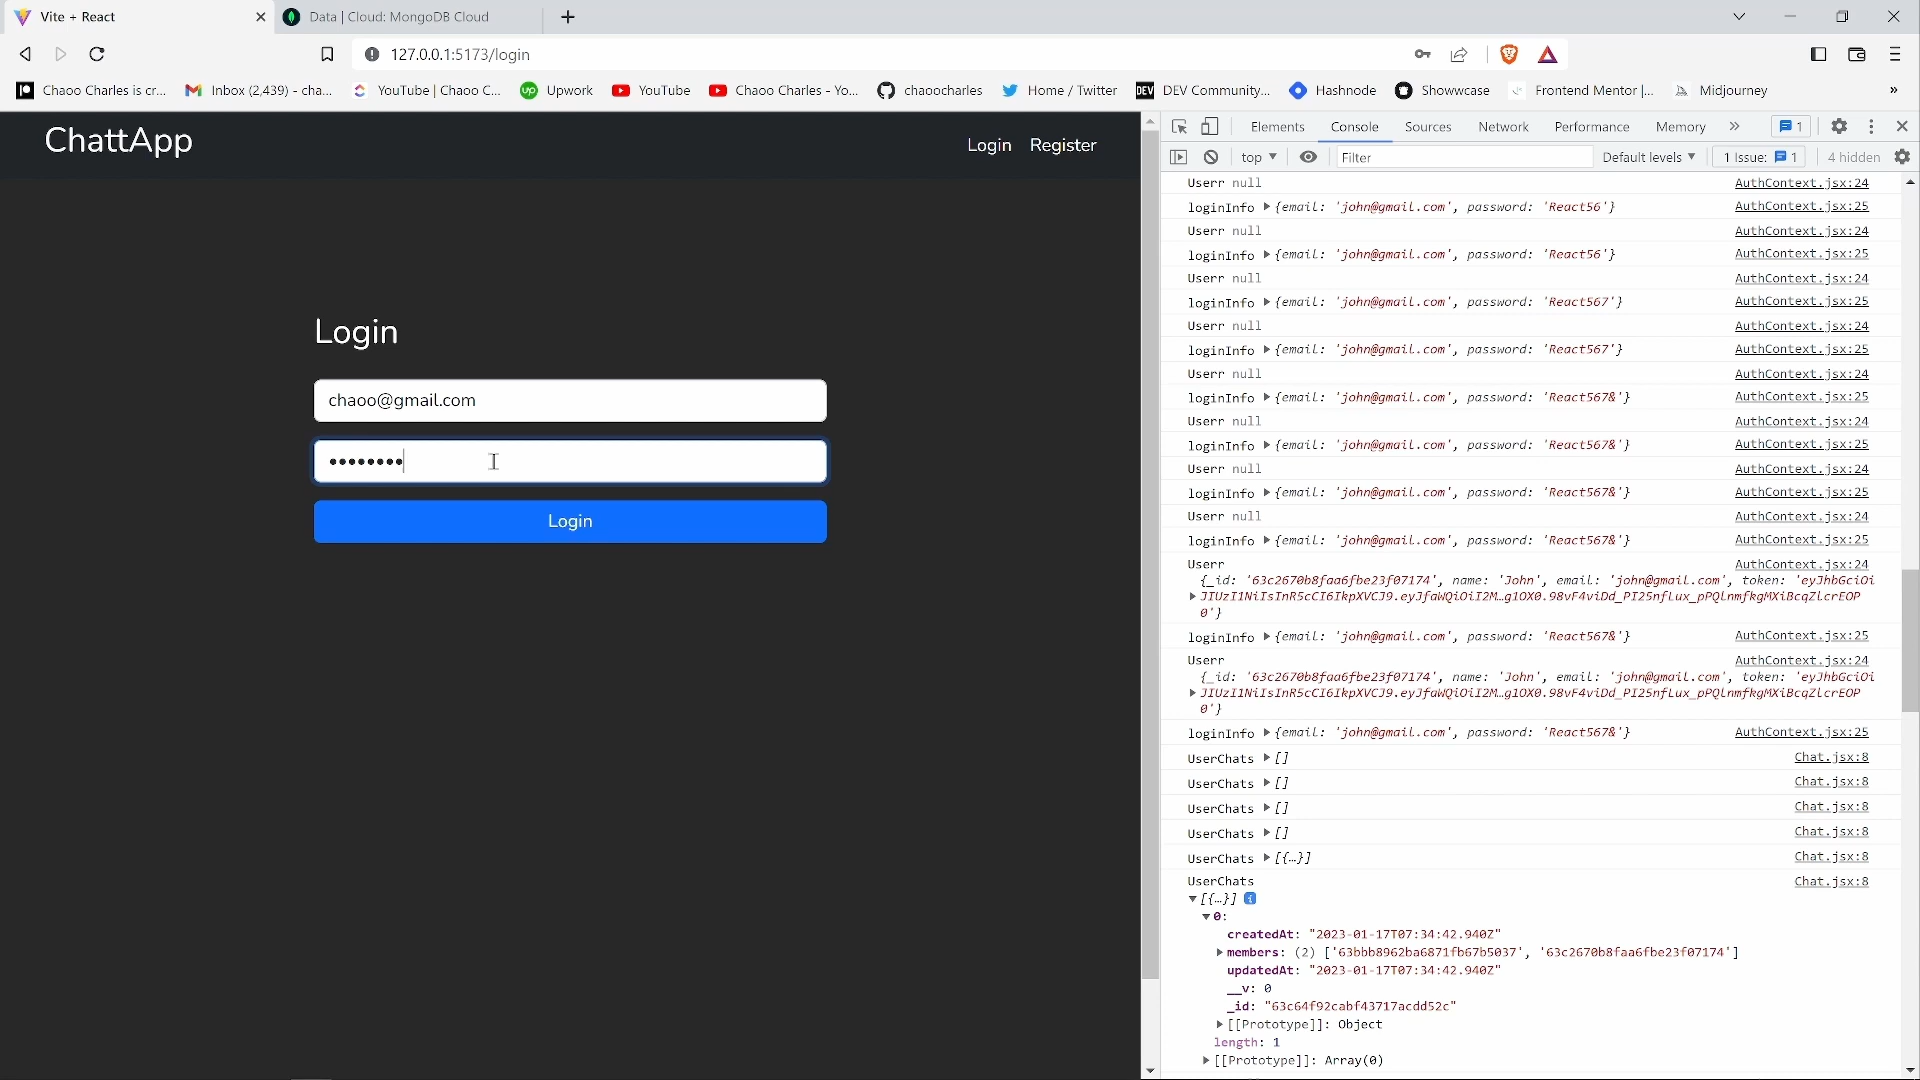 Vite + React
Data | Cloud: MongoDB Cloud
127.0.0.1:5173/login
Chaoo Charles is cr...
Inbox (2,439) - cha...
YouTube | Chaoo C...
Upwork
YouTube
Chaoo Charles - Yo...
chaoocharles
Home / Twitter
DEV Community...
Hashnode
Showwcase
Frontend Mentor |...
Midjourney
»
ChattApp
Login
Register
Login
chaoo@gmail.com
••••••••
Login
Elements
Console
Sources
Network
Performance
Memory
»
1
top
Filter
Default levels
1 Issue: 1
4 hidden
Userr null AuthContext.jsx:24
loginInfo {email: 'john@gmail.com', password: 'React56'} AuthContext.jsx:25
Userr null AuthContext.jsx:24
loginInfo {email: 'john@gmail.com', password: 'React56'} AuthContext.jsx:25
Userr null AuthContext.jsx:24
loginInfo {email: 'john@gmail.com', password: 'React567'} AuthContext.jsx:25
Userr null AuthContext.jsx:24
loginInfo {email: 'john@gmail.com', password: 'React567'} AuthContext.jsx:25
Userr null AuthContext.jsx:24
loginInfo {email: 'john@gmail.com', password: 'React567&'} AuthContext.jsx:25
Userr null AuthContext.jsx:24
loginInfo {email: 'john@gmail.com', password: 'React567&'} AuthContext.jsx:25
Userr null AuthContext.jsx:24
loginInfo {email: 'john@gmail.com', password: 'React567&'} AuthContext.jsx:25
Userr null AuthContext.jsx:24
loginInfo {email: 'john@gmail.com', password: 'React567&'} AuthContext.jsx:25
Userr AuthContext.jsx:24
{_id: '63c2670b8faa6fbe23f07174', name: 'John', email: 'john@gmail.com', token: 'eyJhbGciOi
JIUzI1NiIsInR5cCI6IkpXVCJ9.eyJfaWQiOiI2M…g1OX0.98vF4viDd_PI25nfLux_pPQlnmfkgMXiBcqZlcrEOP
0'}
loginInfo {email: 'john@gmail.com', password: 'React567&'} AuthContext.jsx:25
Userr AuthContext.jsx:24
{_id: '63c2670b8faa6fbe23f07174', name: 'John', email: 'john@gmail.com', token: 'eyJhbGciOi
JIUzI1NiIsInR5cCI6IkpXVCJ9.eyJfaWQiOiI2M…g1OX0.98vF4viDd_PI25nfLux_pPQlnmfkgMXiBcqZlcrEOP
0'}
loginInfo {email: 'john@gmail.com', password: 'React567&'} AuthContext.jsx:25
UserChats [] Chat.jsx:8
UserChats [] Chat.jsx:8
UserChats [] Chat.jsx:8
UserChats [] Chat.jsx:8
UserChats [{…}] Chat.jsx:8
UserChats Chat.jsx:8
[{…}] i
0:
createdAt: "2023-01-17T07:34:42.940Z"
members: (2) ['63bbb8962ba6871fb67b5037', '63c2670b8faa6fbe23f07174']
updatedAt: "2023-01-17T07:34:42.940Z"
__v: 0
_id: "63c64f92cabf43717acdd52c"
[[Prototype]]: Object
length: 1
[[Prototype]]: Array(0)